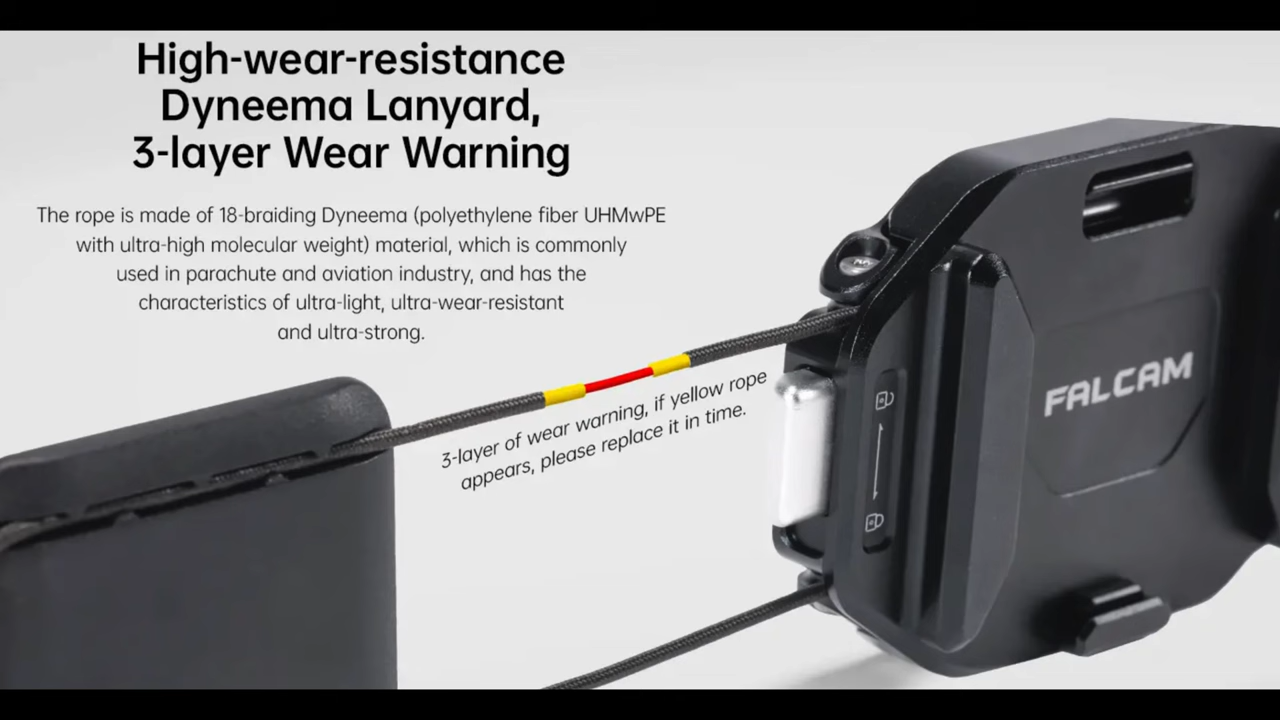 High-wear-resistance
Dyneema Lanyard,
3-layer Wear Warning
The rope is made of 18-braiding Dyneema (polyethylene fiber UHMwPE
with ultra-high molecular weight) material, which is commonly
used in parachute and aviation industry, and has the
characteristics of ultra-light, ultra-wear-resistant
and ultra-strong.
3-layer of wear warning, if yellow rope
appears, please replace it in time.
FALCAM